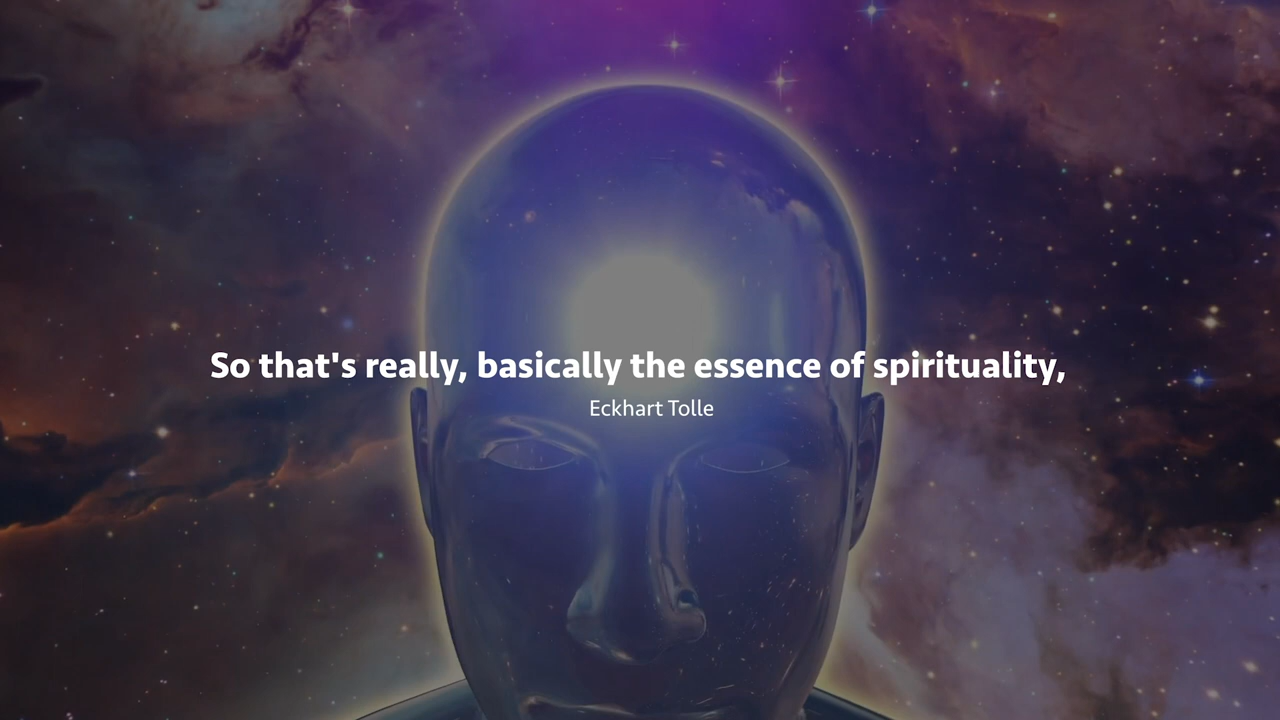 So that's really, basically the essence of spirituality,
Eckhart Tolle